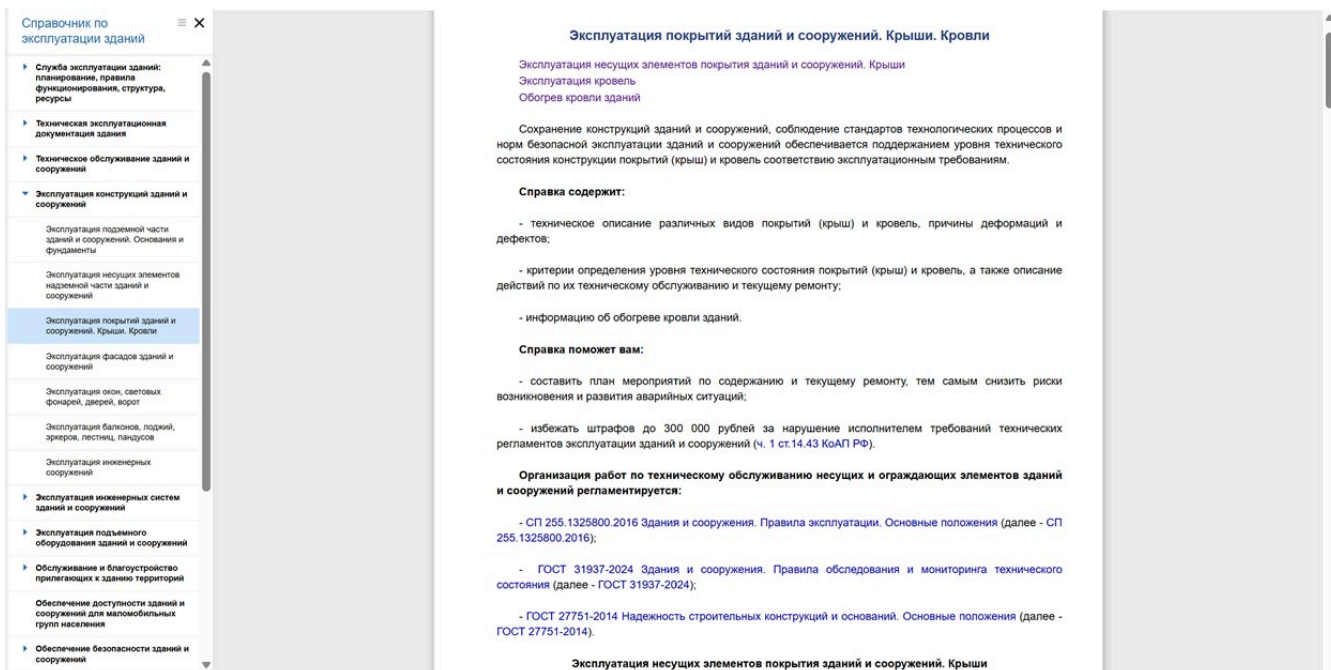 Справочник по
эксплуатации зданий
Служба эксплуатации зданий:
планирование, правила
функционирования, структура,
ресурсы
Техническая эксплуатационная
документация здания
Техническое обслуживание зданий и
сооружений
Эксплуатация конструкций зданий и
сооружений
Эксплуатация подземной части
зданий и сооружений. Основания и
фундаменты
Эксплуатация несущих элементов
надземной части зданий и
сооружений
Эксплуатация покрытий зданий и
сооружений. Крыши. Кровли
Эксплуатация фасадов зданий и
сооружений
Эксплуатация окон, световых
фонарей, дверей, ворот
Эксплуатация балконов, лоджий,
эркеров, лестниц, пандусов
Эксплуатация инженерных
сооружений
Эксплуатация инженерных систем
зданий и сооружений
Эксплуатация подъемного
оборудования зданий и сооружений
Обслуживание и благоустройство
прилегающих к зданию территорий
Обеспечение доступности зданий и
сооружений для маломобильных
групп населения
Обеспечение безопасности зданий и
сооружений
Эксплуатация покрытий зданий и сооружений. Крыши. Кровли
Эксплуатация несущих элементов покрытия зданий и сооружений. Крыши
Эксплуатация кровель
Обогрев кровли зданий
Сохранение конструкций зданий и сооружений, соблюдение стандартов технологических процессов и
норм безопасной эксплуатации зданий и сооружений обеспечивается поддержанием уровня технического
состояния конструкции покрытий (крыш) и кровель соответствию эксплуатационным требованиям.
Справка содержит:
- техническое описание различных видов покрытий (крыш) и кровель, причины деформаций и
дефектов;
- критерии определения уровня технического состояния покрытий (крыш) и кровель, а также описание
действий по их техническому обслуживанию и текущему ремонту;
- информацию об обогреве кровли зданий.
Справка поможет вам:
- составить план мероприятий по содержанию и текущему ремонту, тем самым снизить риски
возникновения и развития аварийных ситуаций;
- избежать штрафов до 300 000 рублей за нарушение исполнителем требований технических
регламентов эксплуатации зданий и сооружений (ч. 1 ст.14.43 КоАП РФ).
Организация работ по техническому обслуживанию несущих и ограждающих элементов зданий
и сооружений регламентируется:
- СП 255.1325800.2016 Здания и сооружения. Правила эксплуатации. Основные положения (далее - СП
255.1325800.2016);
- ГОСТ 31937-2024 Здания и сооружения. Правила обследования и мониторинга технического
состояния (далее - ГОСТ 31937-2024);
- ГОСТ 27751-2014 Надежность строительных конструкций и оснований. Основные положения (далее -
ГОСТ 27751-2014).
Эксплуатация несущих элементов покрытия зданий и сооружений. Крыши